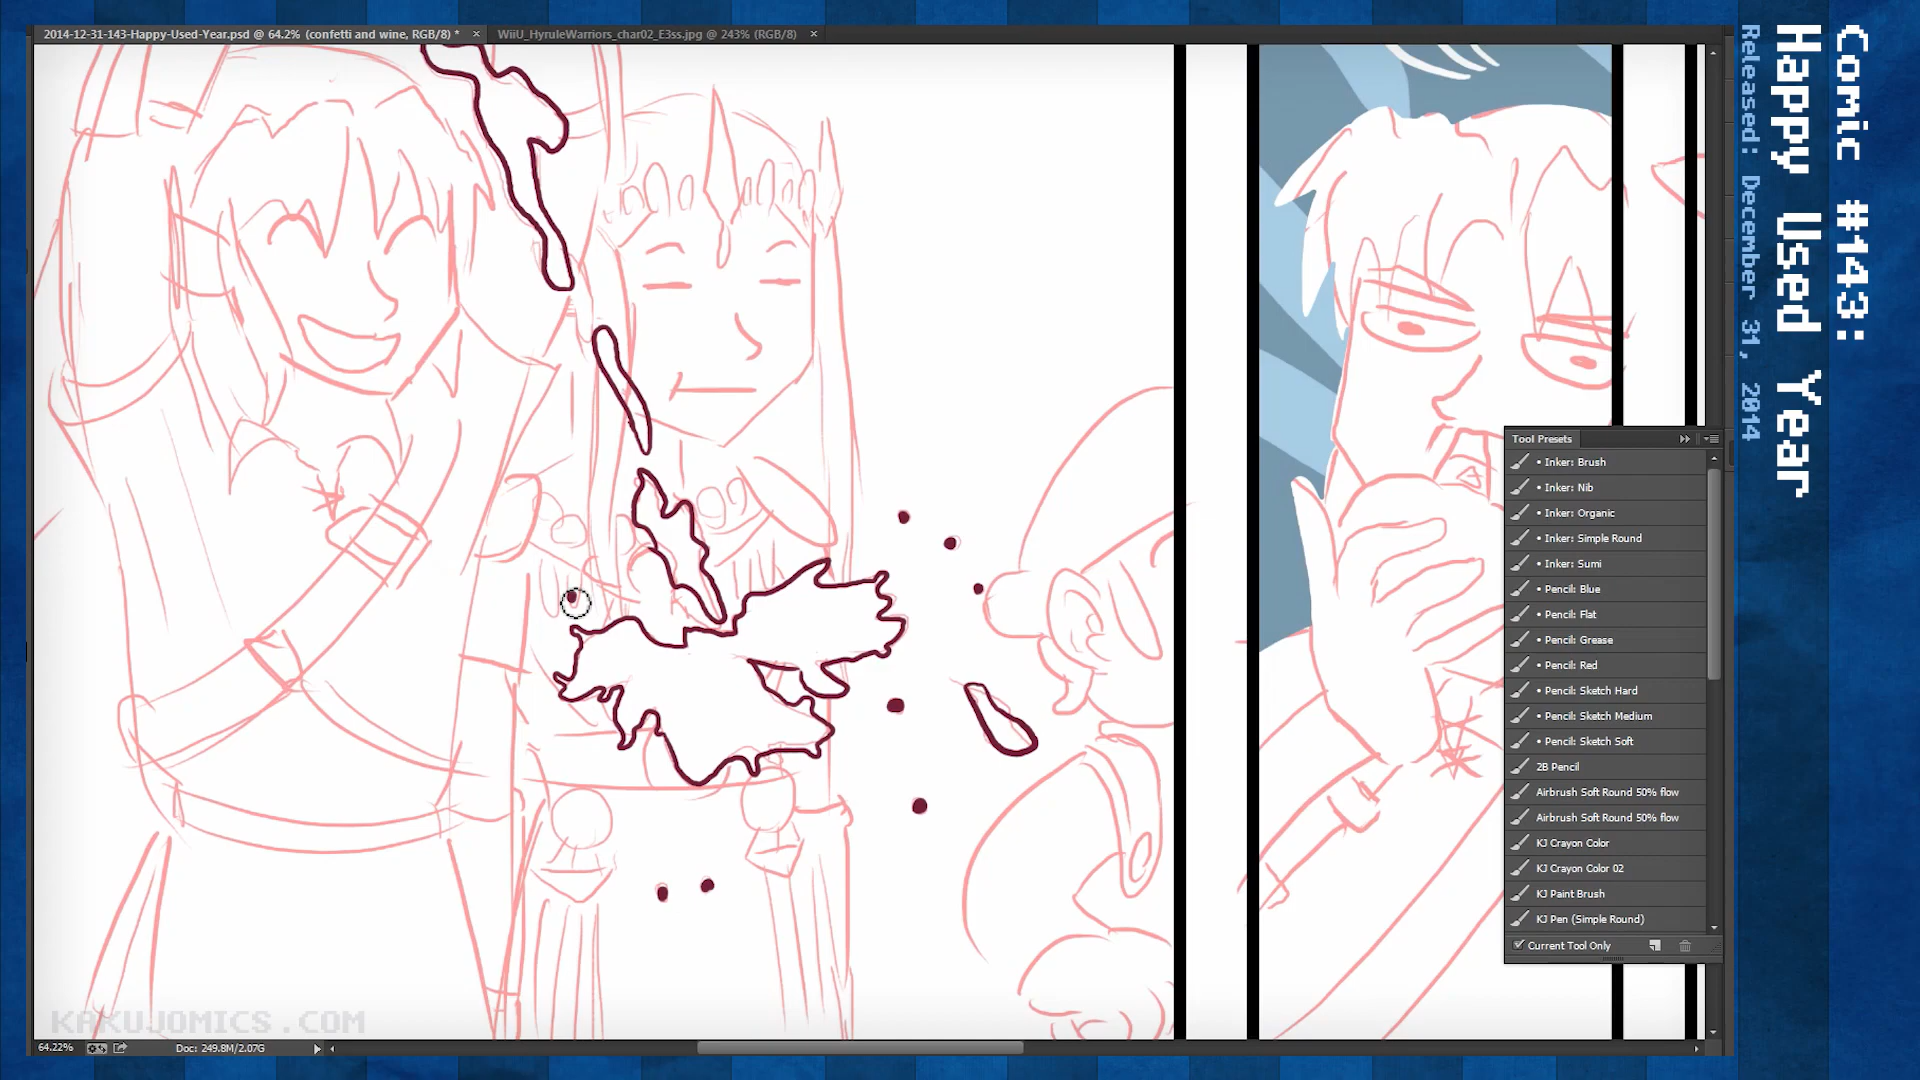 2014-12-31-143-Happy-Used-Year.psd @ 64.2% (confetti and wine, RGB/8) * ×
WiiU_HyruleWarriors_char02_E3ss.jpg @ 243% (RGB/8) ×
Comic #143:
Happy Used Year
Released: December 31, 2014
Tool Presets
• Inker: Brush
• Inker: Nib
• Inker: Organic
• Inker: Simple Round
• Inker: Sumi
• Pencil: Blue
• Pencil: Flat
• Pencil: Grease
• Pencil: Red
• Pencil: Sketch Hard
• Pencil: Sketch Medium
• Pencil: Sketch Soft
2B Pencil
Airbrush Soft Round 50% flow
Airbrush Soft Round 50% flow
KJ Crayon Color
KJ Crayon Color 02
KJ Paint Brush
KJ Pen (Simple Round)
Current Tool Only
KAKUJOMICS.COM
64.22%
Doc: 249.8M/2.07G